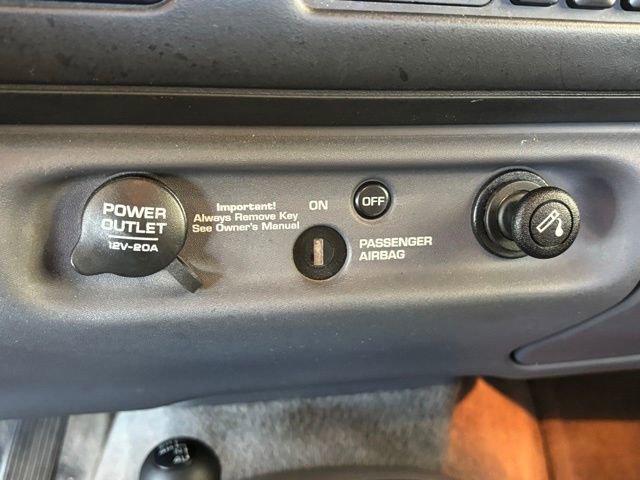 POWER
OUTLET
12V-20A
Important!
Always Remove Key
See Owner's Manual
ON
OFF
PASSENGER
AIRBAG